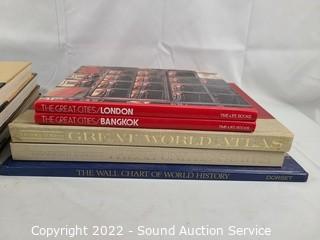 THE GREAT CITIES/LONDON TIME-LIFE BOOKS
THE GREAT CITIES/BANGKOK TIME-LIFE BOOKS
GREAT WORLD ATLAS
THE WALL CHART OF WORLD HISTORY DORSET
Copyright 2022 - Sound Auction Service